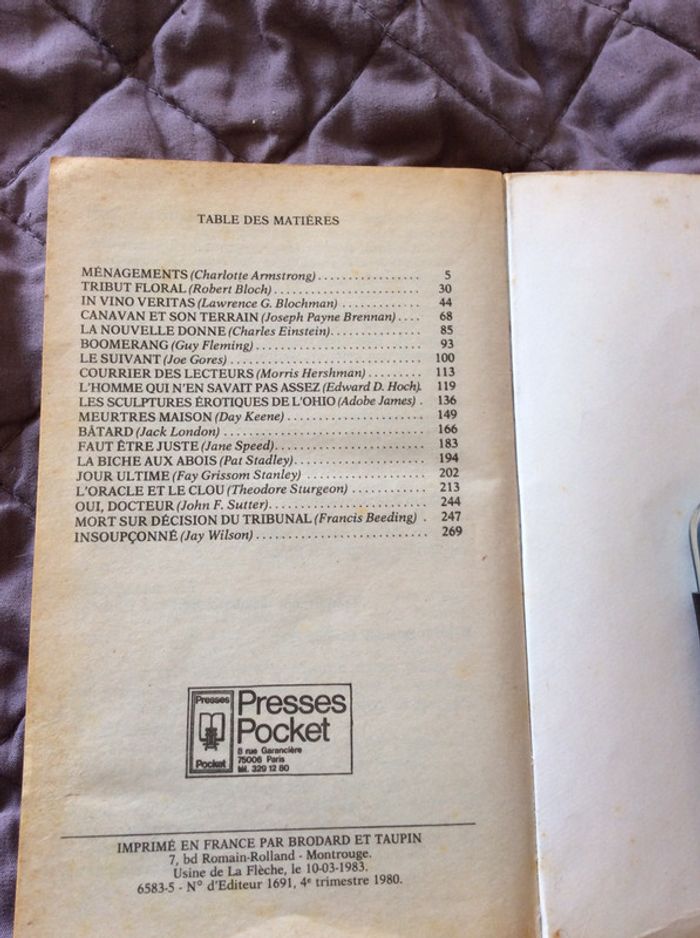 TABLE DES MATIÈRES
MÉNAGEMENTS (Charlotte Armstrong) . . . . . . . . . . . . . . . . . 5
TRIBUT FLORAL (Robert Bloch) . . . . . . . . . . . . . . . . . . . . . . . . 30
IN VINO VERITAS (Lawrence G. Blochman) . . . . . . . . . . . . . 44
CANAVAN ET SON TERRAIN (Joseph Payne Brennan) . . . . 68
LA NOUVELLE DONNE (Charles Einstein) . . . . . . . . . . . . . . . 85
BOOMERANG (Guy Fleming) . . . . . . . . . . . . . . . . . . . . . . . . 93
LE SUIVANT (Joe Gores) . . . . . . . . . . . . . . . . . . . . . . . . . . . . 100
COURRIER DES LECTEURS (Morris Hershman) . . . . . . . . . 113
L'HOMME QUI N'EN SAVAIT PAS ASSEZ (Edward D. Hoch). 119
LES SCULPTURES ÉROTIQUES DE L'OHIO (Adobe James) . 136
MEURTRES MAISON (Day Keene) . . . . . . . . . . . . . . . . . . . . 149
BÂTARD (Jack London) . . . . . . . . . . . . . . . . . . . . . . . . . . . . . 166
FAUT ÊTRE JUSTE (Jane Speed) . . . . . . . . . . . . . . . . . . . . . . 183
LA BICHE AUX ABOIS (Pat Stadley) . . . . . . . . . . . . . . . . . . . 194
JOUR ULTIME (Fay Grissom Stanley) . . . . . . . . . . . . . . . . . . 202
L'ORACLE ET LE CLOU (Theodore Sturgeon) . . . . . . . . . . . . 213
OUI, DOCTEUR (John F. Sutter) . . . . . . . . . . . . . . . . . . . . . . . 244
MORT SUR DÉCISION DU TRIBUNAL (Francis Beeding) . 247
INSOUPÇONNÉ (Jay Wilson) . . . . . . . . . . . . . . . . . . . . . . . . . 269
Presses
Pocket
Presses
Pocket
8 rue Garancière
75006 Paris
tél. 329 12 80
IMPRIMÉ EN FRANCE PAR BRODARD ET TAUPIN
7, bd Romain-Rolland - Montrouge.
Usine de La Flèche, le 10-03-1983.
6583-5 - N° d'Editeur 1691, 4e trimestre 1980.